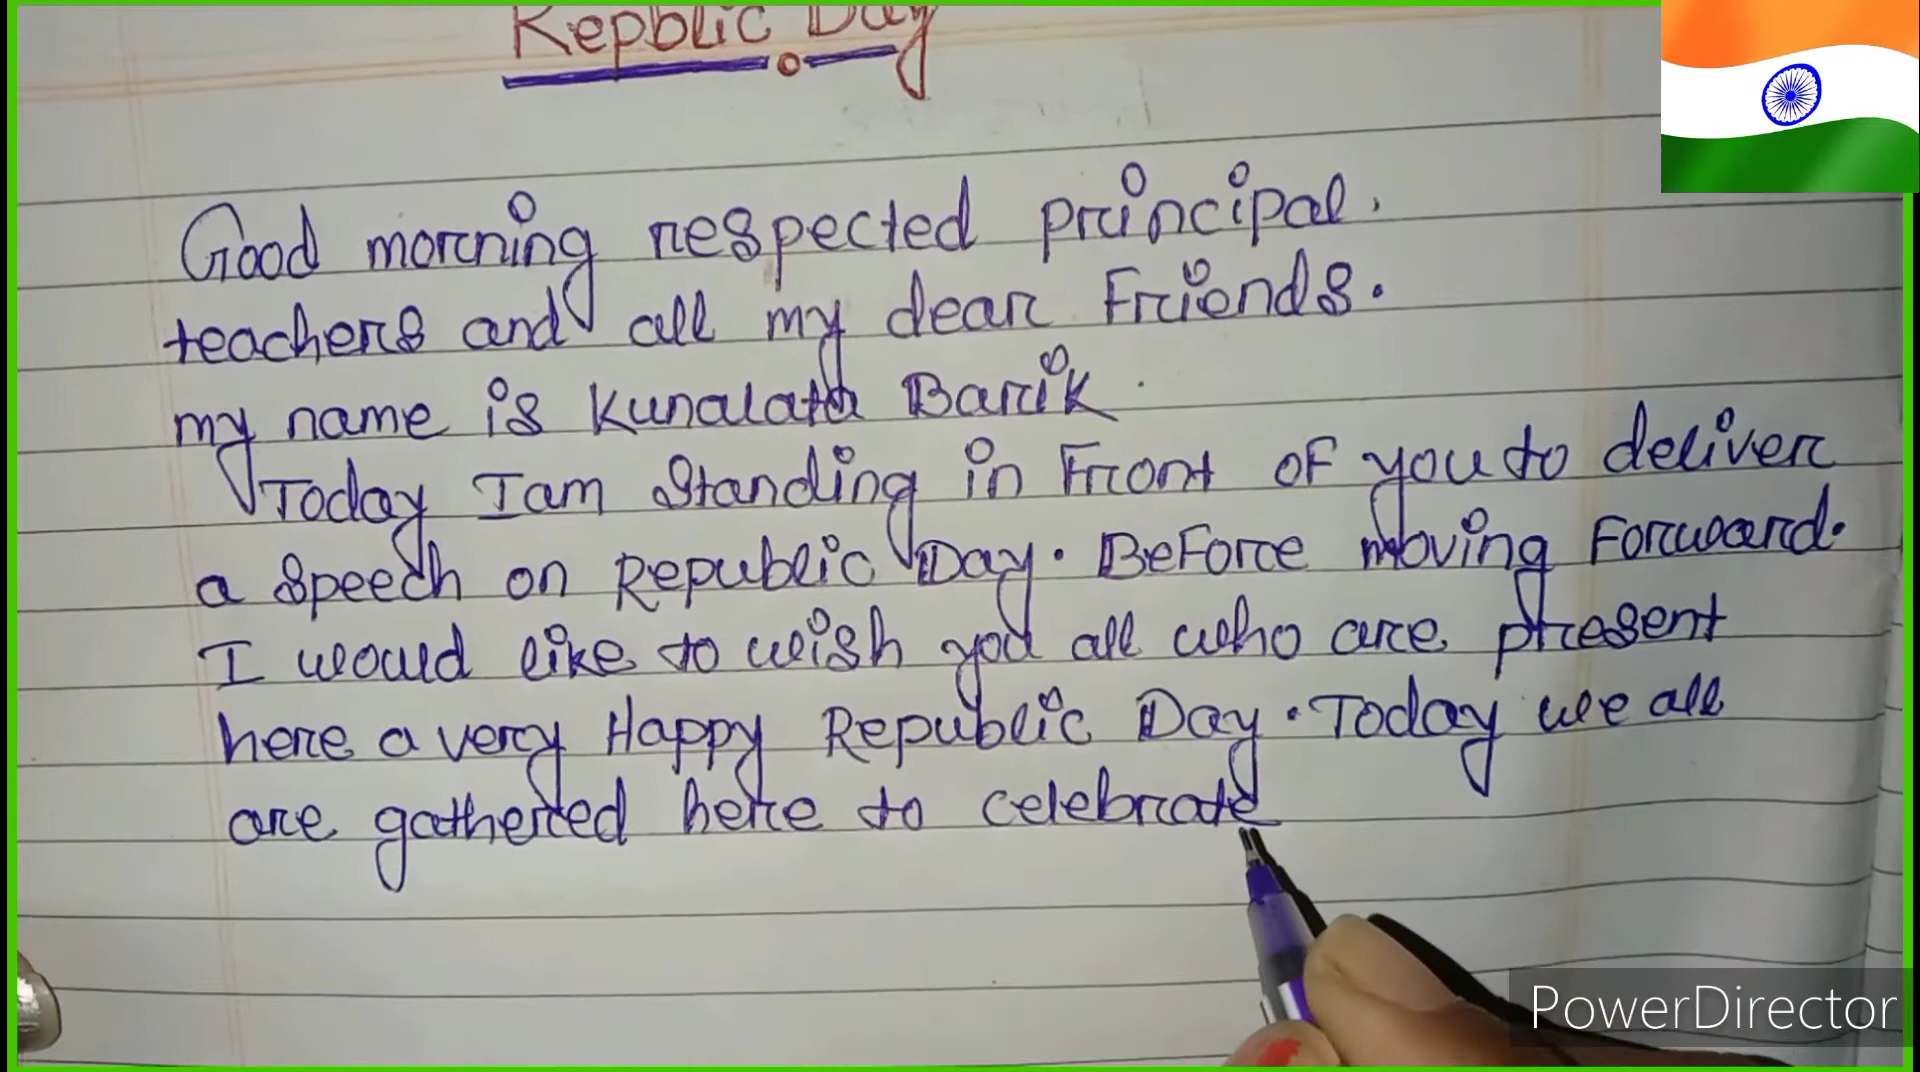 Repblic Day
Good morning respected principal.
teachers and all my dear Friends.
my name is Kunalata Barik.
Today I am standing in Front of you to deliver
a speech on Republic Day. BeFore moving Forward.
I would like to wish you all who are present
here a very Happy Republic Day. Today we all
are gathered here to celebrate
PowerDirector